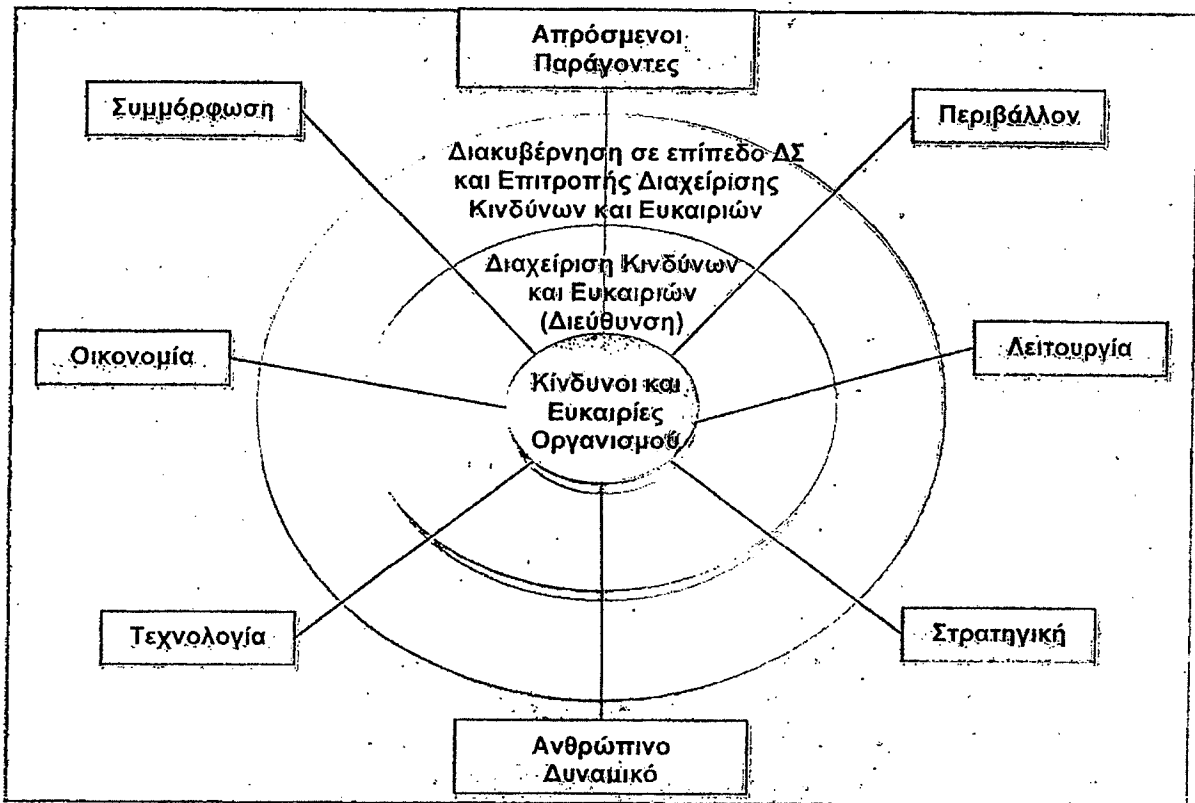 Απρόσμενοι
Παράγοντες
Συμμόρφωση
Περιβάλλον
Διακυβέρνηση σε επίπεδο ΔΣ
και Επιτροπής Διαχείρισης
Κινδύνων και Ευκαιριών
Διαχείριση Κινδύνων
και Ευκαιριών
(Διεύθυνση)
Οικονομία
Λειτουργία
Κίνδυνοι και
Ευκαιρίες
Οργανισμού
Τεχνολογία
Στρατηγική
Ανθρώπινο
Δυναμικό